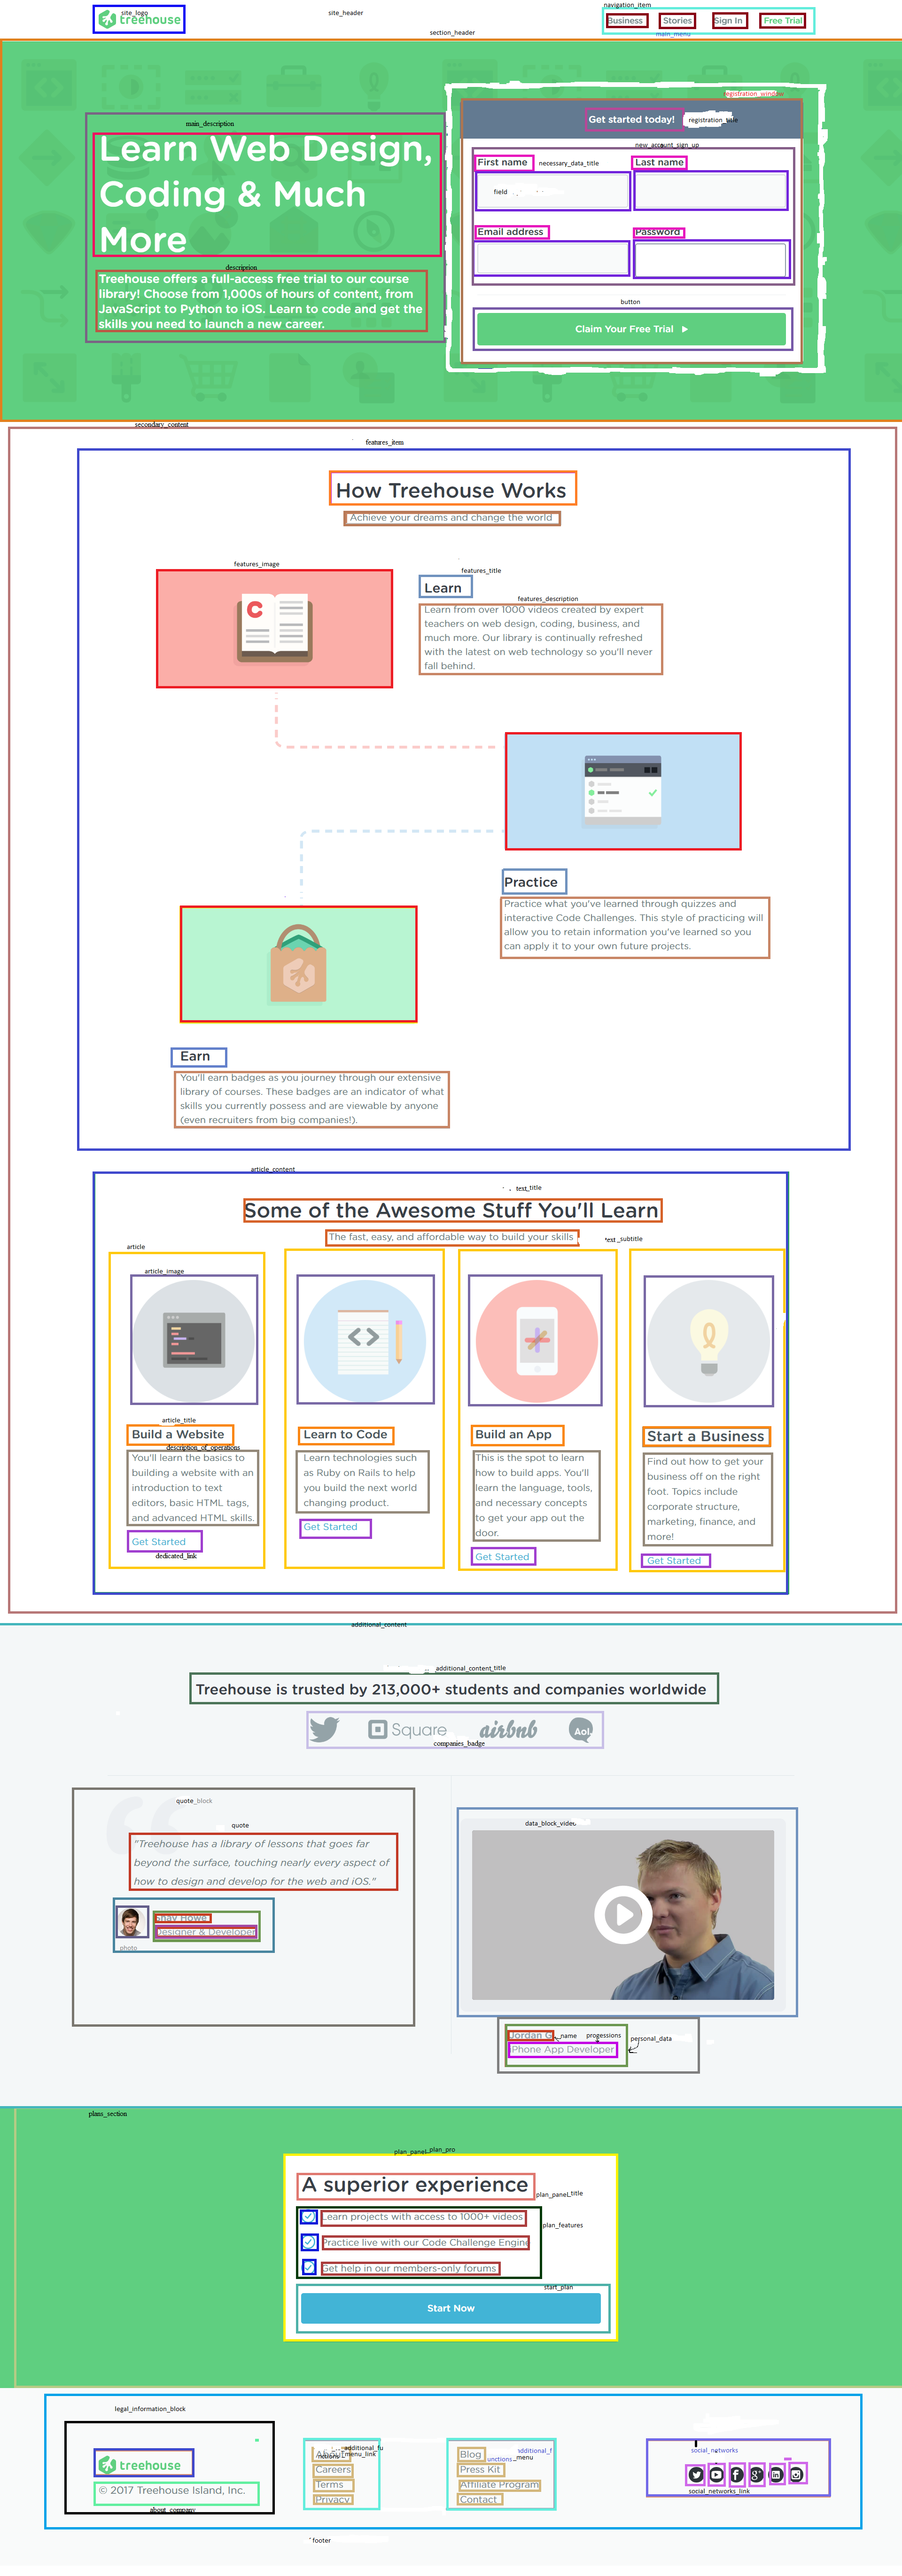 site_logo
site_header
navigation_item
treehouse
Business
Stories
Sign In
Free Trial
section_header
main_menu
registration_window
main_description
Get started today!
Learn Web Design,
Coding & Much
More
new_account_sign_up
First name
necessary_data_title
Last name
field
Email address
Password
description
Treehouse offers a full-access free trial to our course
library! Choose from 1,000s of hours of content, from
JavaScript to Python to iOS. Learn to code and get the
skills you need to launch a new career.
button
Claim Your Free Trial
secondary_content
features_item
How Treehouse Works
Achieve your dreams and change the world
features_image
features_title
C
Learn
features_description
Learn from over 1000 videos created by expert
teachers on web design, coding, business, and
much more. Our library is continually refreshed
with the latest on web technology so you'll never
fall behind.
Practice
Practice what you've learned through quizzes and
interactive Code Challenges. This style of practicing will
allow you to retain information you've learned so you
can apply it to your own future projects.
Earn
You'll earn badges as you journey through our extensive
library of courses. These badges are an indicator of what
skills you currently possess and are viewable by anyone
(even recruiters from big companies!).
article_content
text_title
Some of the Awesome Stuff You'll Learn
The fast, easy, and affordable way to build your skills
text_subtitle
article
article_image
article_title
Build a Website
description_of_operations
You'll learn the basics to
building a website with an
introduction to text
editors, basic HTML tags,
and advanced HTML skills.
Get Started
dedicated_link
Learn to Code
Learn technologies such
as Ruby on Rails to help
you build the next world
changing product.
Get Started
Build an App
This is the spot to learn
how to build apps. You'll
learn the language, tools,
and necessary concepts
to get your app out the
door.
Get Started
Start a Business
Find out how to get your
business off on the right
foot. Topics include
corporate structure,
marketing, finance, and
more!
Get Started
additional_content
additional_content_title
Treehouse is trusted by 213,000+ students and companies worldwide
Square
airbnb
Aol
companies_badge
quote_block
quote
"Treehouse has a library of lessons that goes far
beyond the surface, touching nearly every aspect of
how to design and develop for the web and iOS."
Shay Howe
Designer & Developer
photo
data_block_video
Jordan G
name
progessions
personal_data
iPhone App Developer
plans_section
plan_panel_plan_pro
A superior experience
plan_panel_title
Learn projects with access to 1000+ videos
plan_features
Practice live with our Code Challenge Engine
Get help in our members-only forums
start_plan
Start Now
legal_information_block
treehouse
© 2017 Treehouse Island, Inc.
about_company
additional_fu
menu_link
Careers
Terms
Privacy
additional_f
unctions_menu
Blog
Press Kit
Affiliate Program
Contact
social_networks
social_networks_link
footer